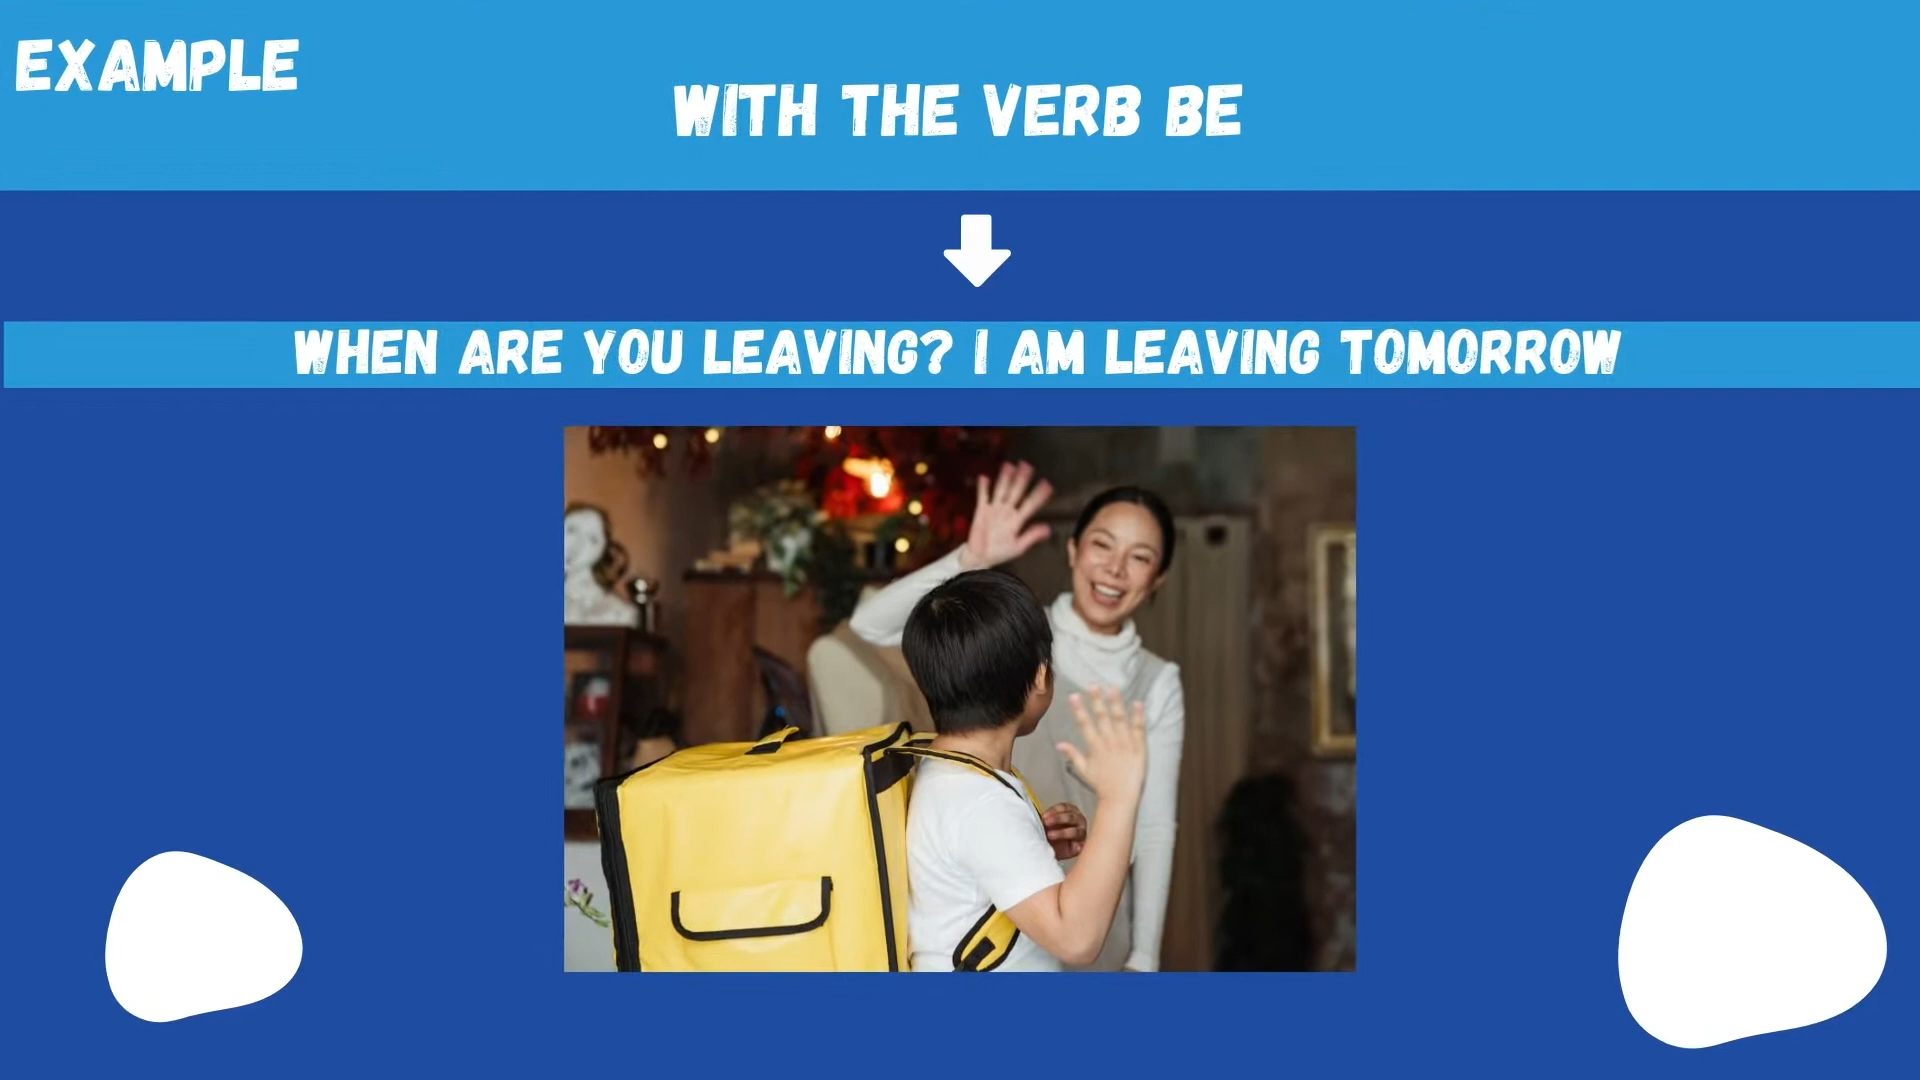 EXAMPLE
WITH THE VERB BE
WHEN ARE YOU LEAVING? I AM LEAVING TOMORROW